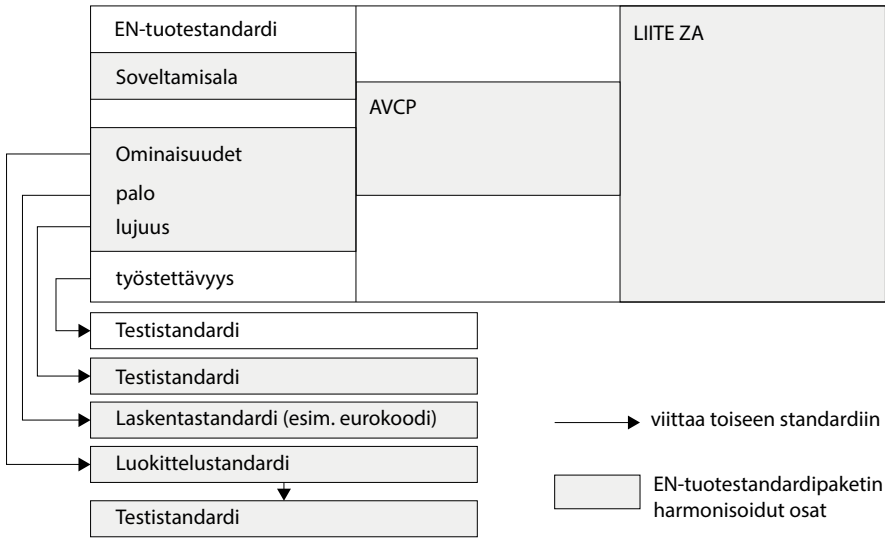 EN-tuotestandardi
Soveltamisala
Ominaisuudet
palo
lujuus
työstettävyys
AVCP
LIITE ZA
Testistandardi
Testistandardi
Laskentastandardi (esim. eurokoodi)
Luokittelustandardi
Testistandardi
viittaa toiseen standardiin
EN-tuotestandardipaketin
harmonisoidut osat